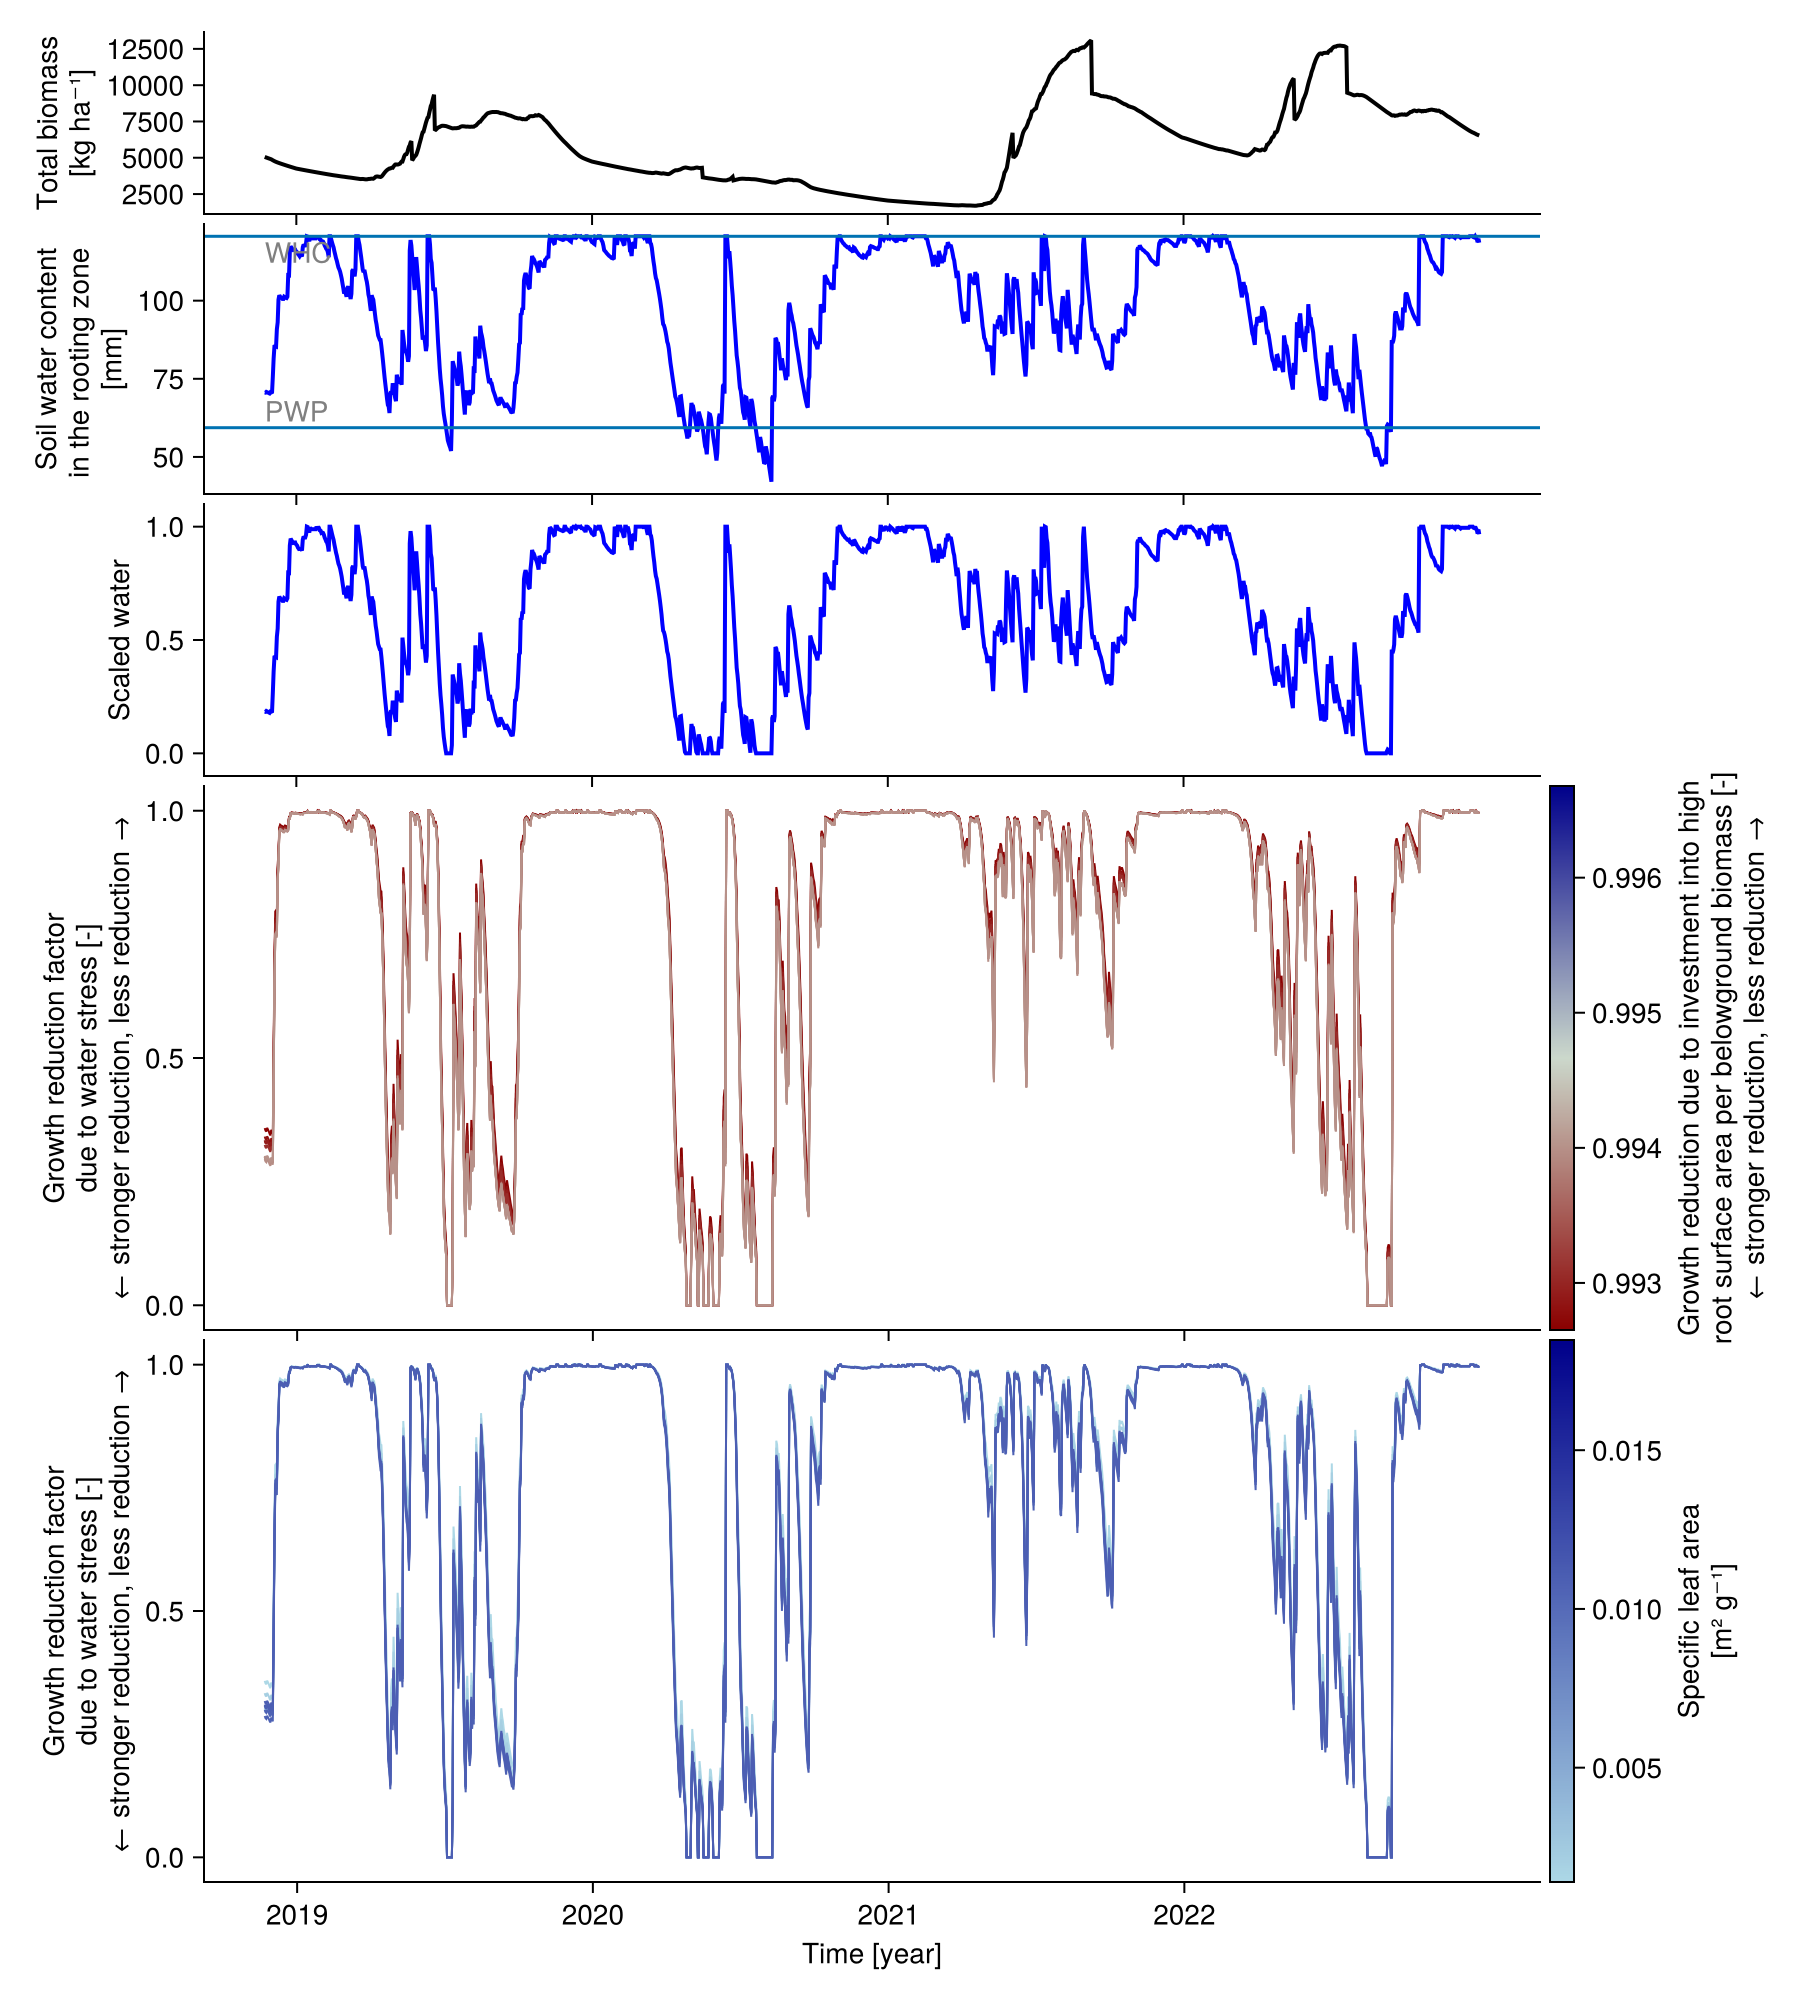 Total biomass
[kg ha⁻¹]
12500
10000
7500
5000
2500
Soil water content
in the rooting zone
[mm]
100
75
50
WHC
PWP
Scaled water
1.0
0.5
0.0
Growth reduction factor
due to water stress [-]
← stronger reduction, less reduction →
1.0
0.5
0.0
0.996
0.995
0.994
0.993
Growth reduction due to investment into high
root surface area per belowground biomass [-]
← stronger reduction, less reduction →
Growth reduction factor
due to water stress [-]
← stronger reduction, less reduction →
1.0
0.5
0.0
0.015
0.010
0.005
Specific leaf area
[m² g⁻¹]
2019
2020
2021
2022
Time [year]